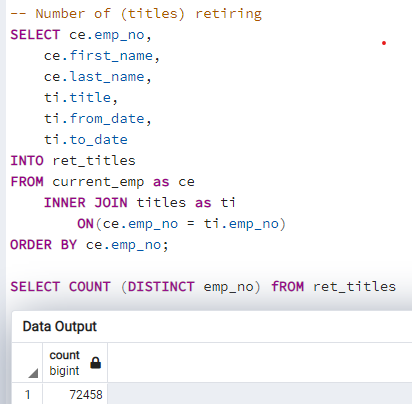 -- Number of (titles) retiring
SELECT ce.emp_no,
ce.first_name,
ce.last_name,
ti.title,
ti.from_date,
ti.to_date
INTO ret_titles
FROM current_emp as ce
INNER JOIN titles as ti
ON(ce.emp_no = ti.emp_no)
ORDER BY ce.emp_no;
SELECT COUNT (DISTINCT emp_no) fROM ret_titles
Data Output
count
bigint
1 72458